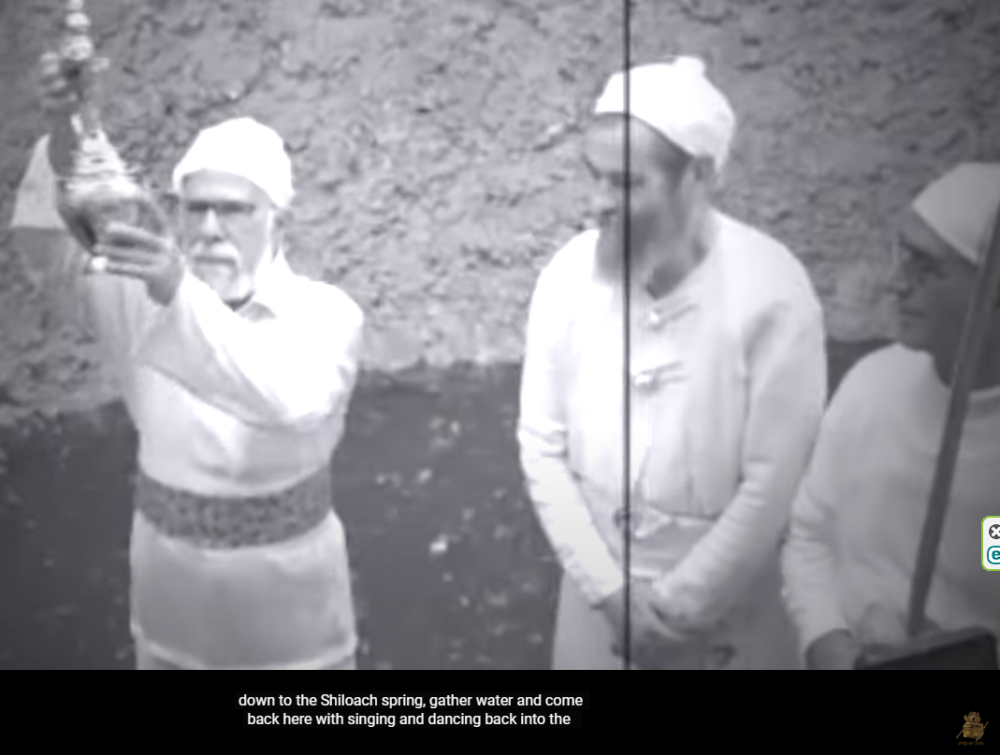 down to the Shiloach spring, gather water and come
back here with singing and dancing back into the